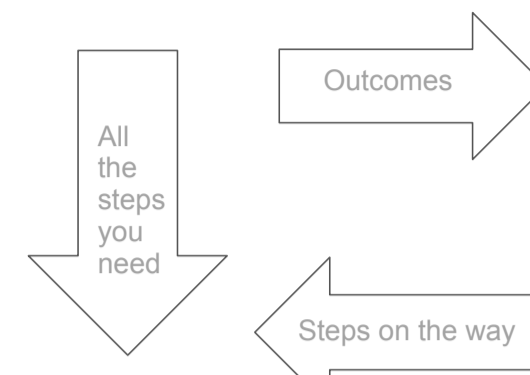 All
the
steps
you
need
Outcomes
Steps on the way